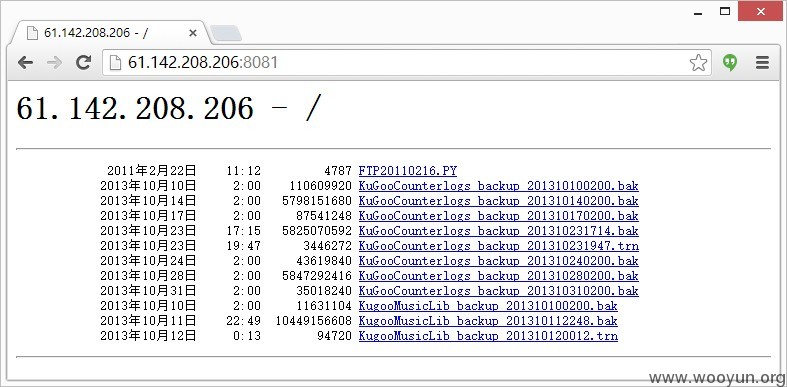 61.142.208.206 - /
61.142.208.206:8081
61.142.208.206 - /
2011年2月22日 11:12 4787 FTP20110216.PY
2013年10月10日 2:00 110609920 KuGooCounterlogs_backup_201310100200.bak
2013年10月14日 2:00 5798151680 KuGooCounterlogs_backup_201310140200.bak
2013年10月17日 2:00 87541248 KuGooCounterlogs_backup_201310170200.bak
2013年10月23日 17:15 5825070592 KuGooCounterlogs_backup_201310231714.bak
2013年10月23日 19:47 3446272 KuGooCounterlogs_backup_201310231947.trn
2013年10月24日 2:00 43619840 KuGooCounterlogs_backup_201310240200.bak
2013年10月28日 2:00 5847292416 KuGooCounterlogs_backup_201310280200.bak
2013年10月31日 2:00 35018240 KuGooCounterlogs_backup_201310310200.bak
2013年10月10日 2:00 11631104 KugooMusicLib_backup_201310100200.bak
2013年10月11日 22:49 10449156608 KugooMusicLib_backup_201310112248.bak
2013年10月12日 0:13 94720 KugooMusicLib_backup_201310120012.trn
www.wooyun.org